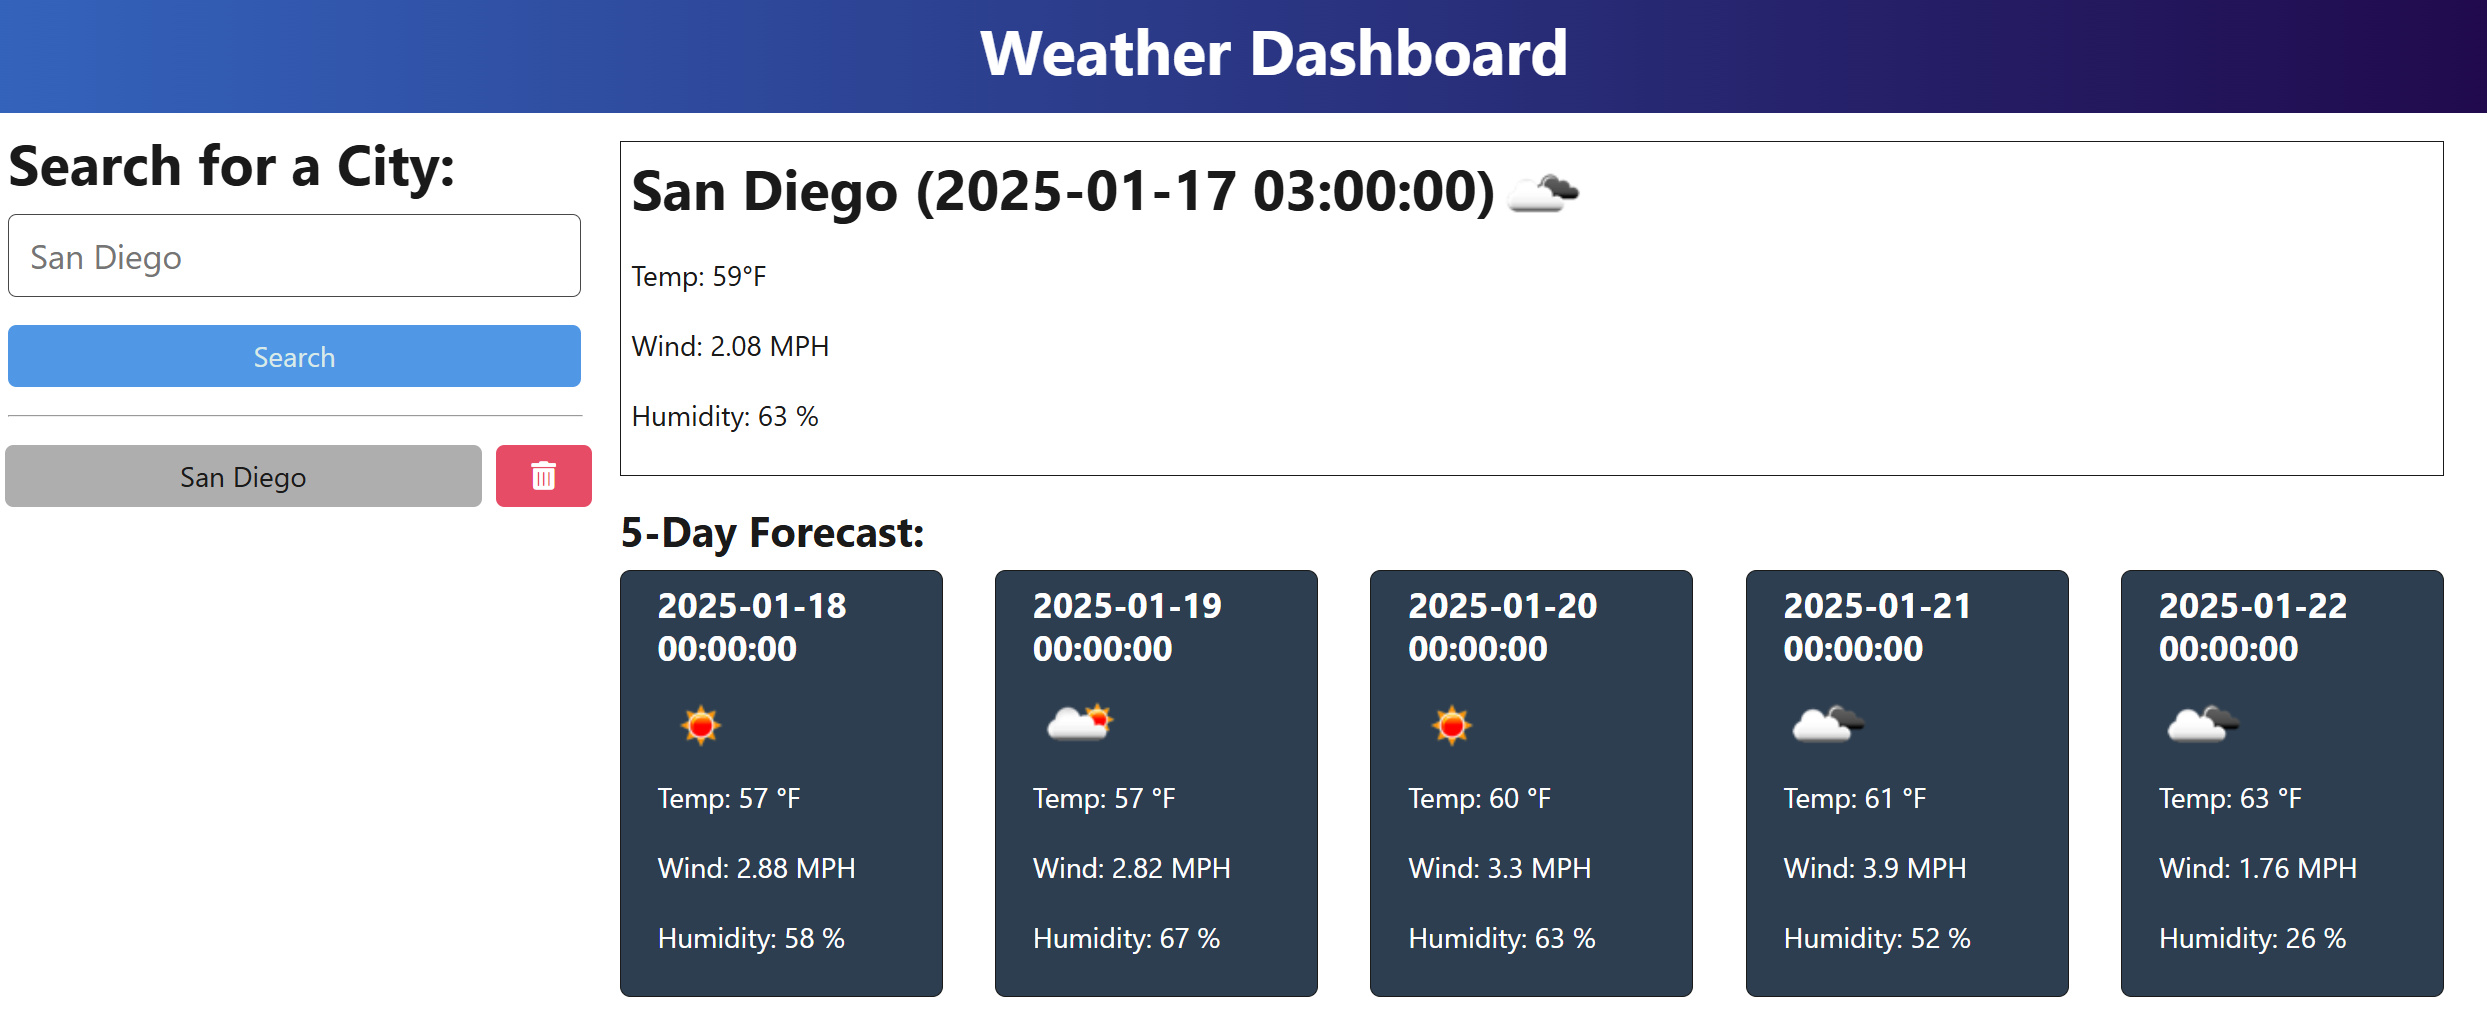 Weather Dashboard
Search for a City:
San Diego
Search
San Diego
San Diego (2025-01-17 03:00:00)
Temp: 59°F
Wind: 2.08 MPH
Humidity: 63 %
5-Day Forecast:
2025-01-18
00:00:00
Temp: 57 °F
Wind: 2.88 MPH
Humidity: 58 %
2025-01-19
00:00:00
Temp: 57 °F
Wind: 2.82 MPH
Humidity: 67 %
2025-01-20
00:00:00
Temp: 60 °F
Wind: 3.3 MPH
Humidity: 63 %
2025-01-21
00:00:00
Temp: 61 °F
Wind: 3.9 MPH
Humidity: 52 %
2025-01-22
00:00:00
Temp: 63 °F
Wind: 1.76 MPH
Humidity: 26 %